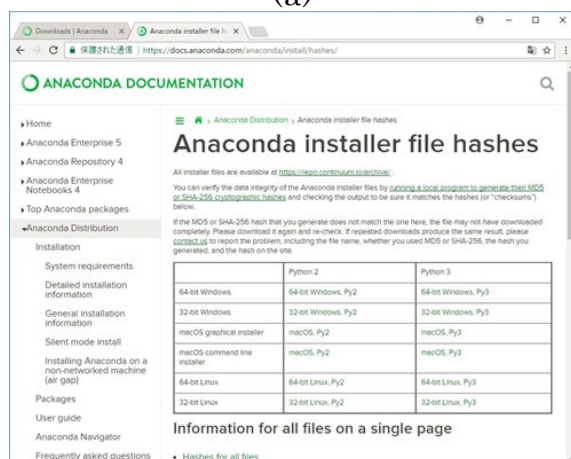 (a)
Downloads | Anaconda
Anaconda installer file h
保護された通信 | https://docs.anaconda.com/anaconda/install/hashes/
ANACONDA DOCUMENTATION
Home
Anaconda Enterprise 5
Anaconda Repository 4
Anaconda Enterprise
Notebooks 4
Top Anaconda packages
Anaconda Distribution
Installation
System requirements
Detailed installation
information
General installation
information
Silent mode install
Installing Anaconda on a
non-networked machine
(air gap)
Packages
User guide
Anaconda Navigator
Frequently asked questions
Anaconda Distribution › Anaconda installer file hashes
Anaconda installer file hashes
All installer files are available at https://repo.continuum.io/archive/ .
You can verify the data integrity of the Anaconda installer files by running a local program to generate their MD5
or SHA-256 cryptographic hashes and checking the output to be sure it matches the hashes (or "checksums")
below.
If the MD5 or SHA-256 hash that you generate does not match the one here, the file may not have downloaded
completely. Please download it again and re-check. If repeated downloads produce the same result, please
contact us to report the problem, including the file name, whether you used MD5 or SHA-256, the hash you
generated, and the hash on the site.
Python 2 Python 3
64-bit Windows 64-bit Windows, Py2 64-bit Windows, Py3
32-bit Windows 32-bit Windows, Py2 32-bit Windows, Py3
macOS graphical installer macOS, Py2 macOS, Py3
macOS command line
installer macOS, Py2 macOS, Py3
64-bit Linux 64-bit Linux, Py2 64-bit Linux, Py3
32-bit Linux 32-bit Linux, Py2 32-bit Linux, Py3
Information for all files on a single page
Hashes for all files